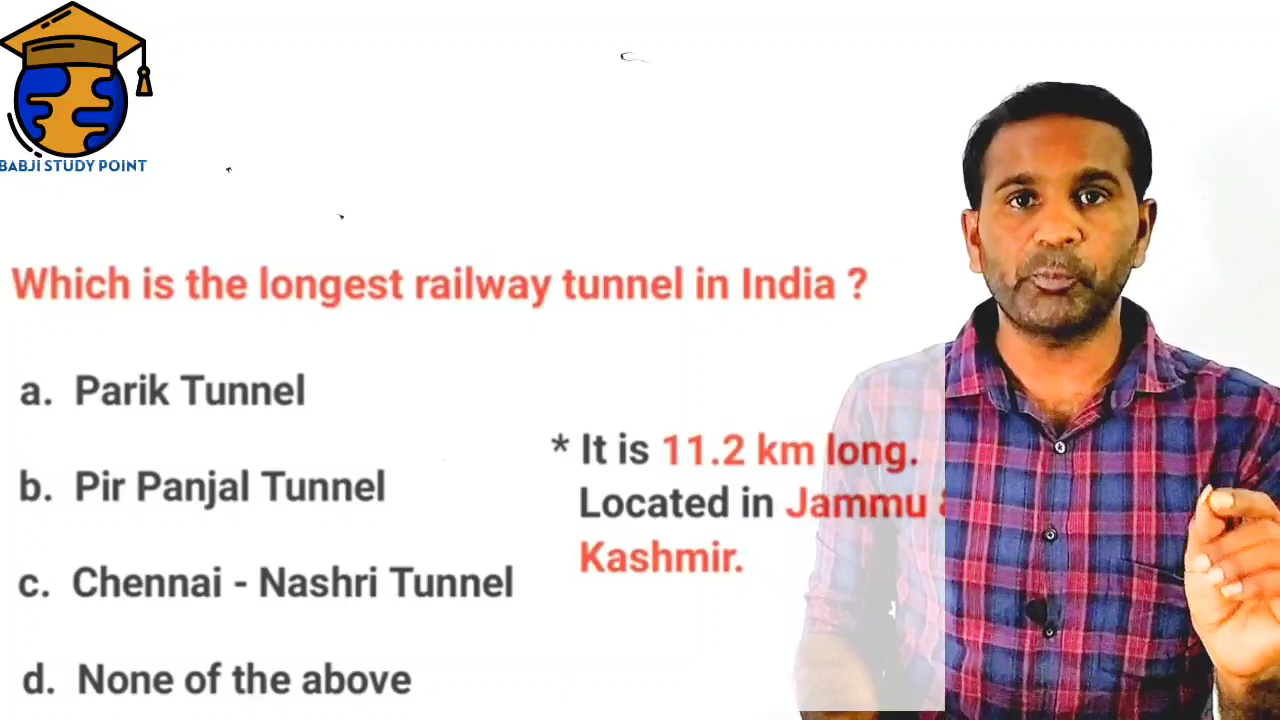 BABJI STUDY POINT
Which is the longest railway tunnel in India ?
a. Parik Tunnel
b. Pir Panjal Tunnel
* It is 11.2 km long.
Located in Jammu &
Kashmir.
c. Chennai - Nashri Tunnel
d. None of the above